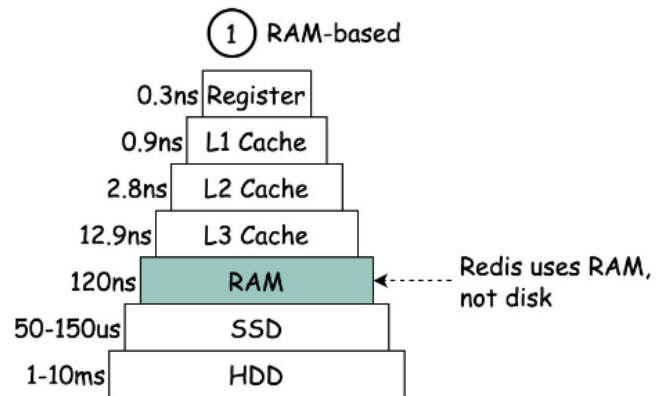 1 RAM-based
0.3ns Register
0.9ns L1 Cache
2.8ns L2 Cache
12.9ns L3 Cache
120ns RAM
Redis uses RAM,
not disk
50-150us SSD
1-10ms HDD